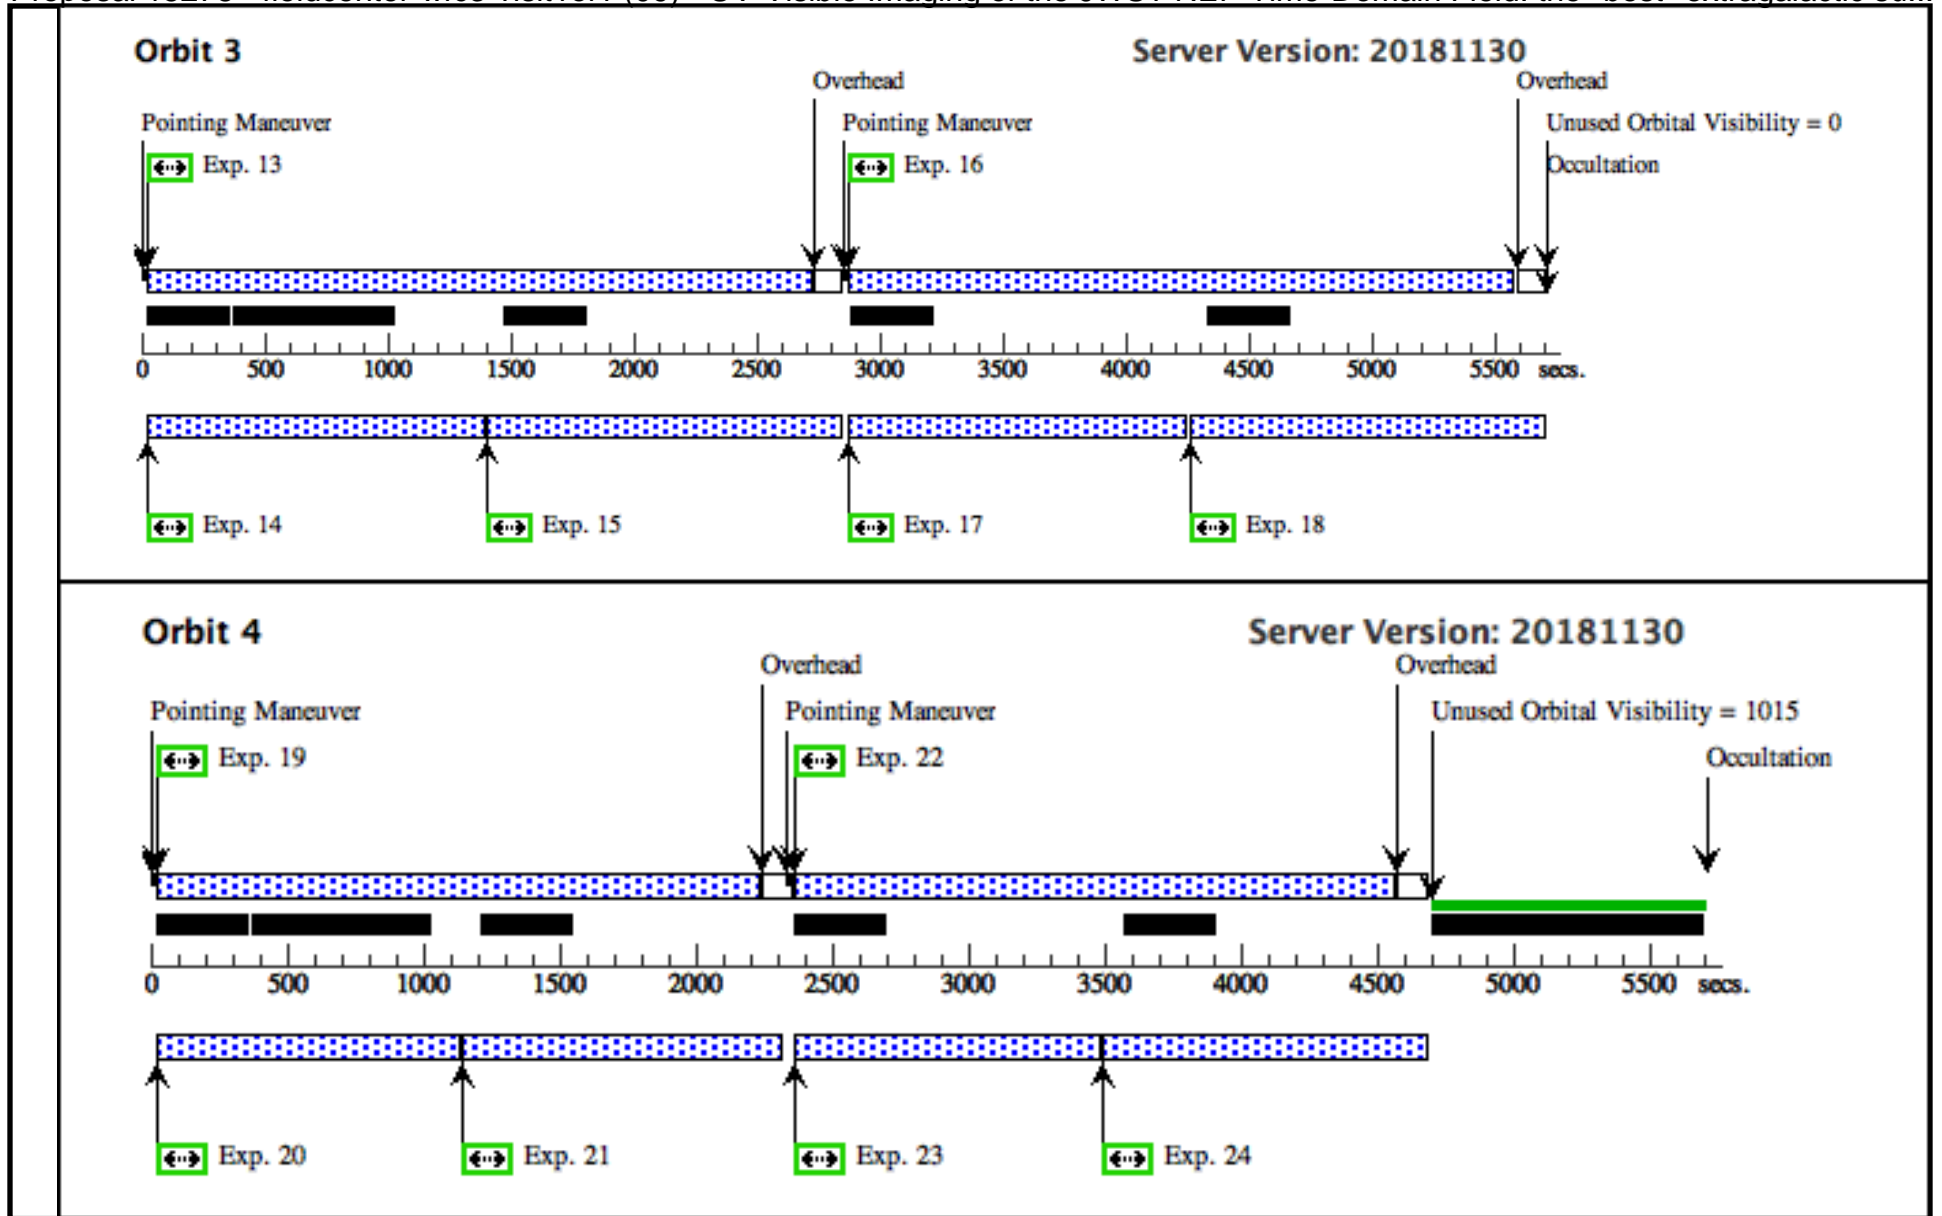 Orbit 3 Server Version: 20181130
Overhead Overhead
Pointing Maneuver Pointing Maneuver Unused Orbital Visibility = 0
Exp. 13 Exp. 16 Occultation
0 500 1000 1500 2000 2500 3000 3500 4000 4500 5000 5500 secs.
Exp. 14 Exp. 15 Exp. 17 Exp. 18
Orbit 4 Server Version: 20181130
Overhead Overhead
Pointing Maneuver Pointing Maneuver Unused Orbital Visibility = 1015
Exp. 19 Exp. 22 Occultation
0 500 1000 1500 2000 2500 3000 3500 4000 4500 5000 5500 secs.
Exp. 20 Exp. 21 Exp. 23 Exp. 24